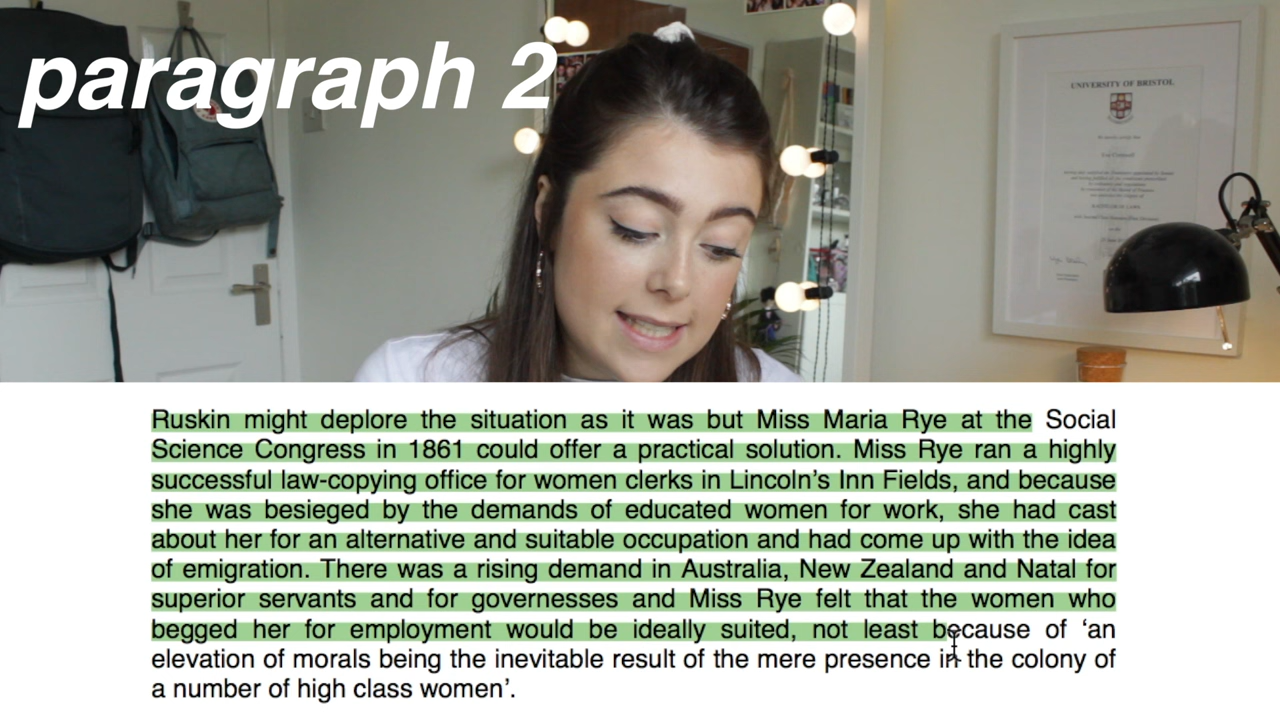 paragraph 2
UNIVERSITY OF BRISTOL
Ruskin might deplore the situation as it was but Miss Maria Rye at the Social
Science Congress in 1861 could offer a practical solution. Miss Rye ran a highly
successful law-copying office for women clerks in Lincoln’s Inn Fields, and because
she was besieged by the demands of educated women for work, she had cast
about her for an alternative and suitable occupation and had come up with the idea
of emigration. There was a rising demand in Australia, New Zealand and Natal for
superior servants and for governesses and Miss Rye felt that the women who
begged her for employment would be ideally suited, not least because of ‘an
elevation of morals being the inevitable result of the mere presence in the colony of
a number of high class women’.